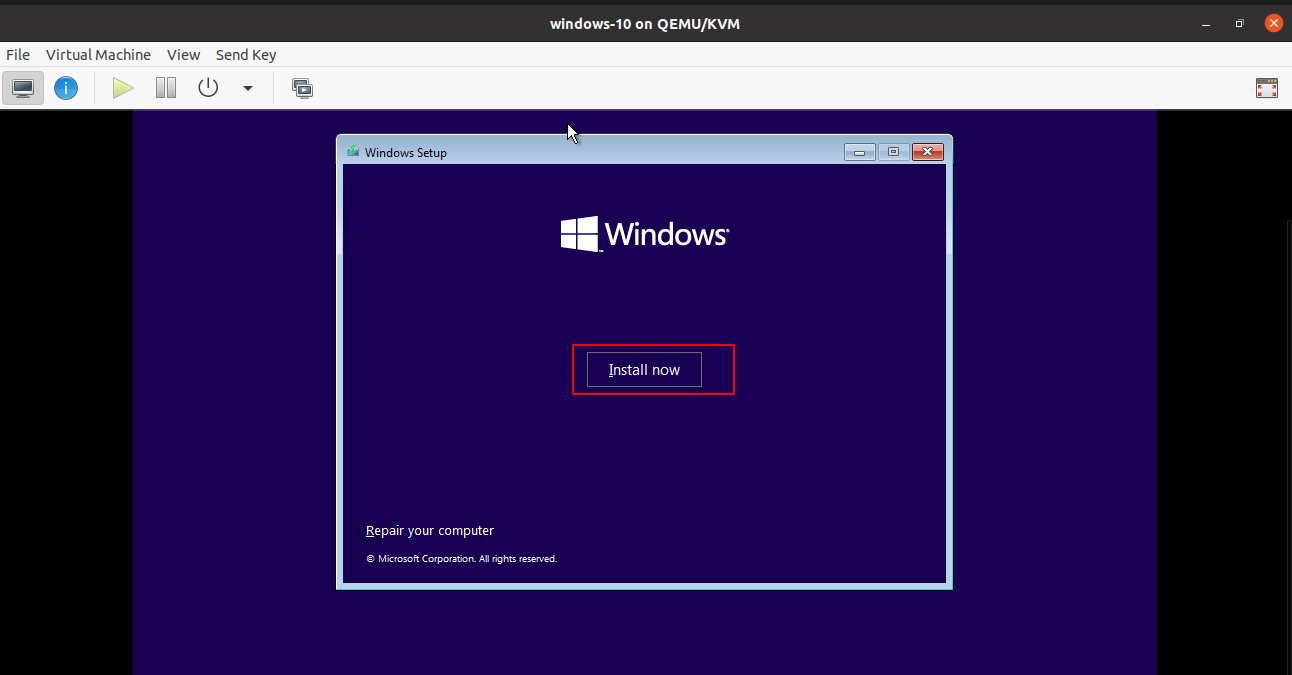 windows-10 on QEMU/KVM
File Virtual Machine View Send Key
Windows Setup
Windows
Install now
Repair your computer
© Microsoft Corporation. All rights reserved.